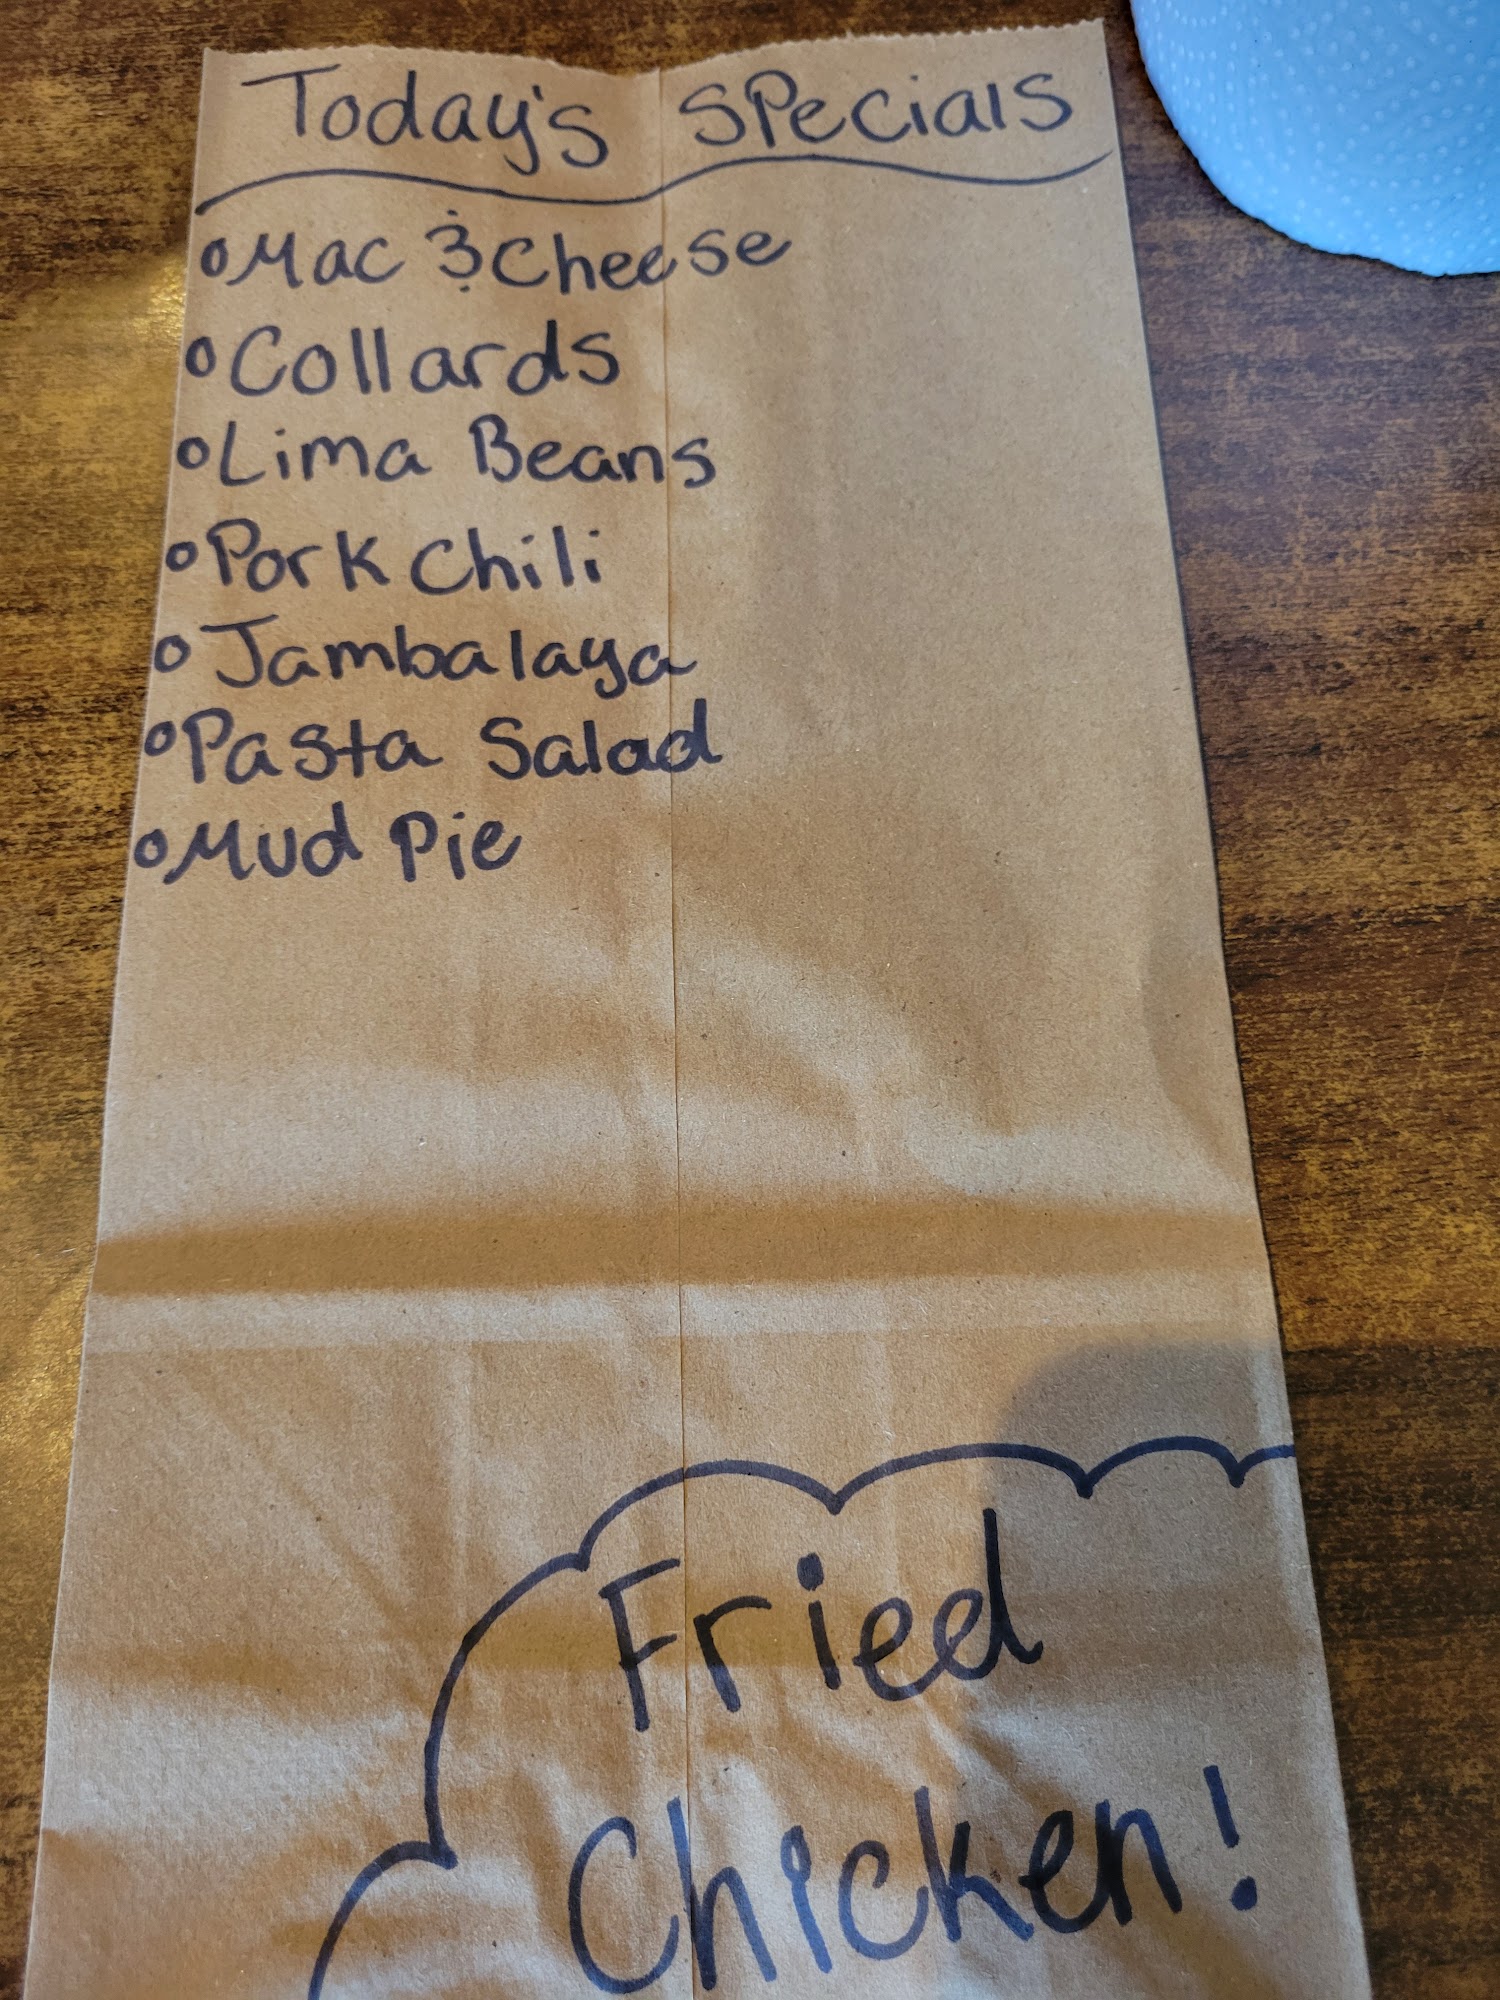 Today's Specials
Mac & Cheese
Collards
Lima Beans
Pork Chili
Jambalaya
Pasta Salad
Mud Pie
Fried
Chicken!